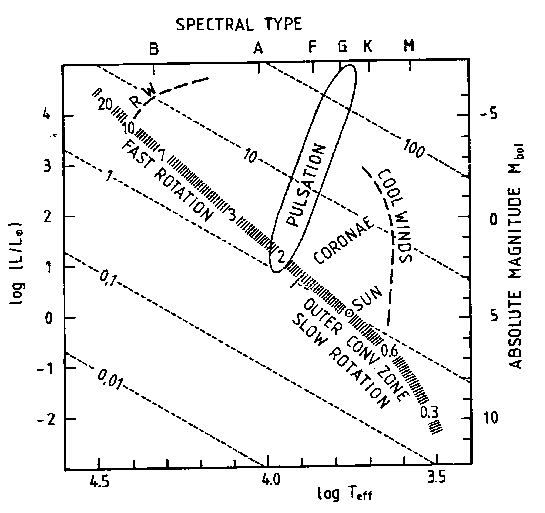 SPECTRAL TYPE
B A F G K M
log (L/L⊙)
4
3
2
1
0
-1
-2
ABSOLUTE MAGNITUDE M bol
-5
0
5
10
R W
20
10
7
3
2
1
0.6
0.3
FAST ROTATION
PULSATION
CORONAE
COOL WINDS
SUN
OUTER CONV ZONE
SLOW ROTATION
100
10
1
0,1
0,01
4.5 4.0 3.5
log Teff